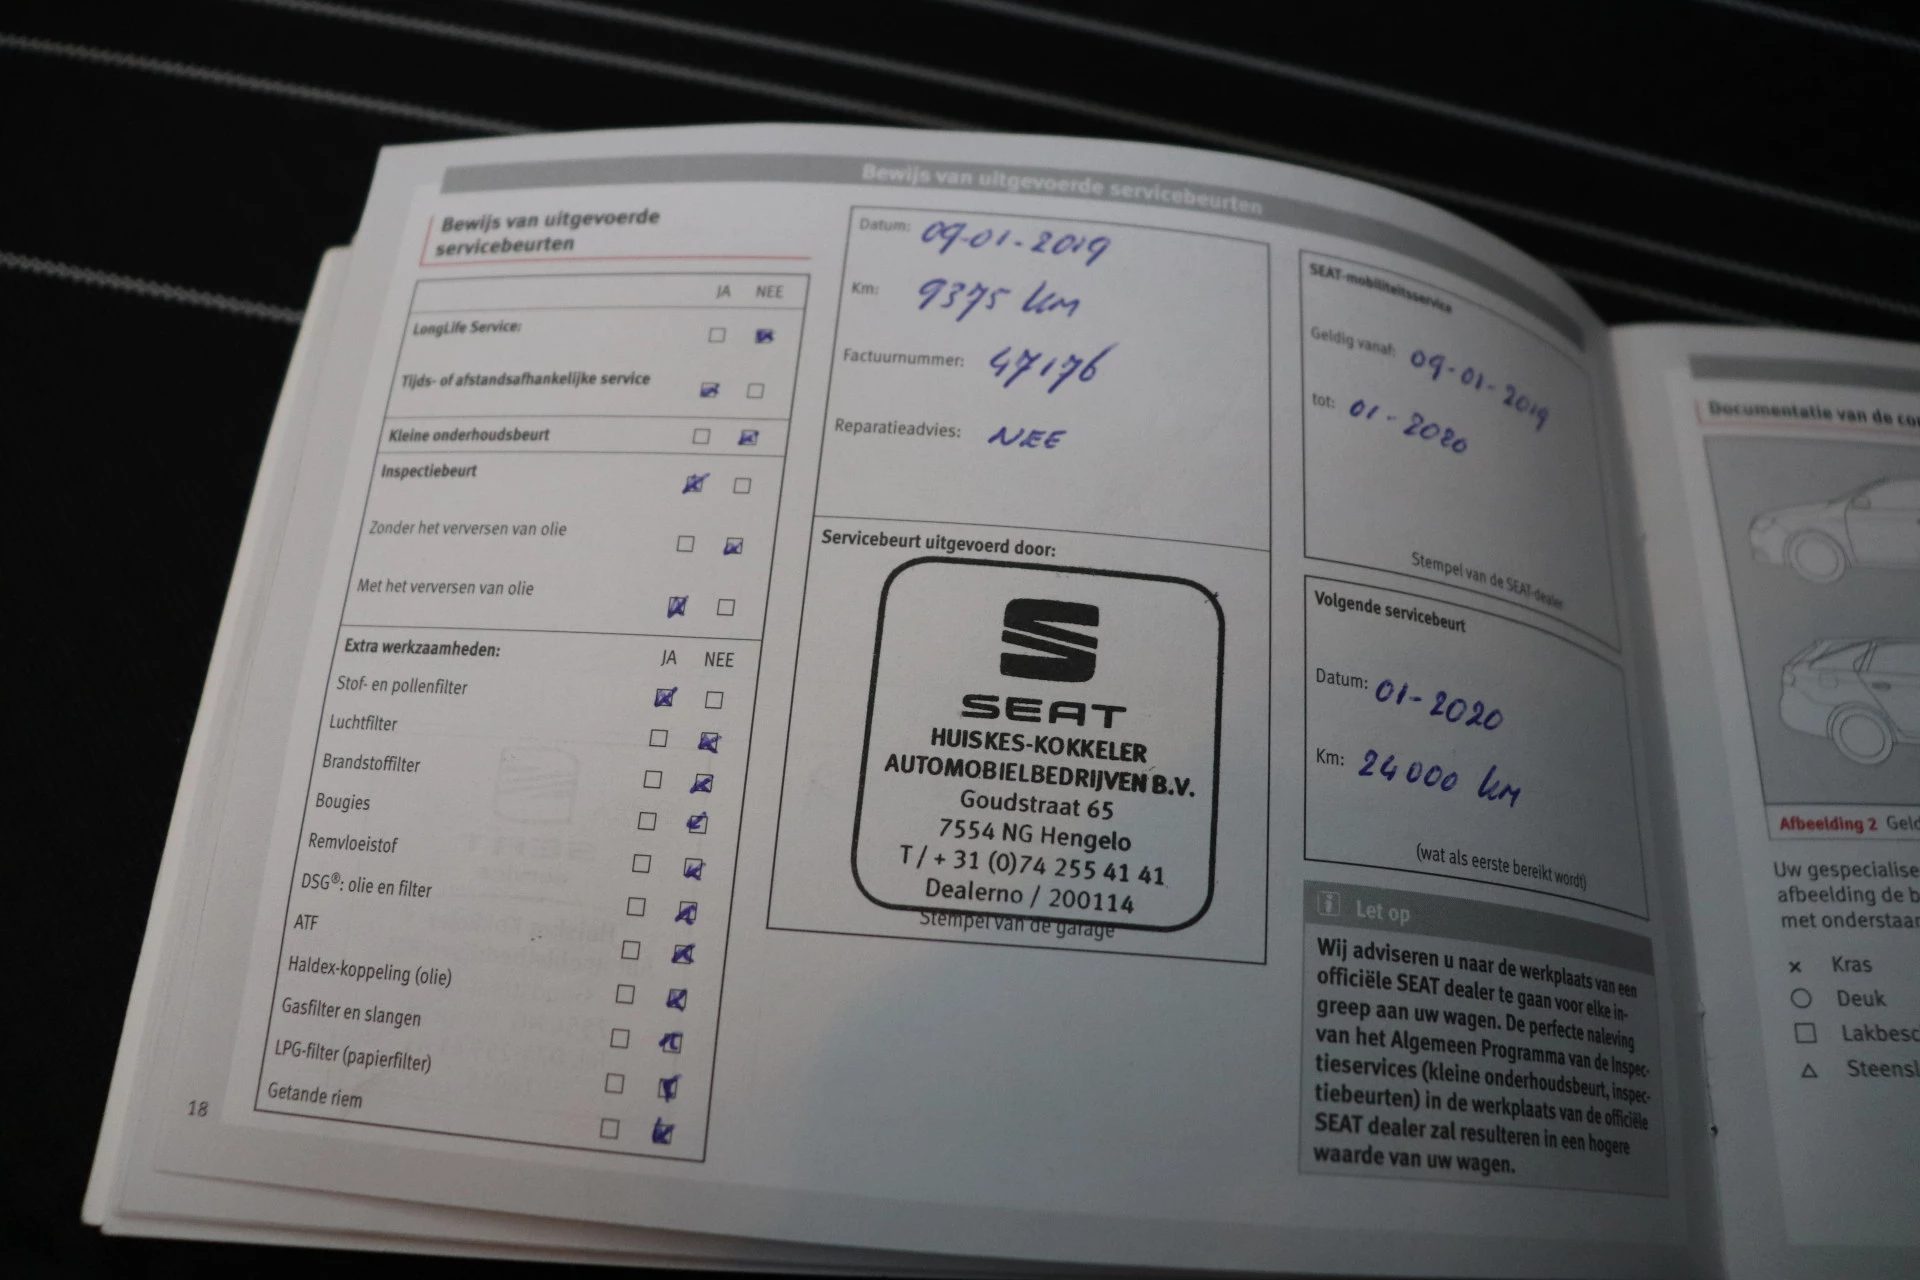 Bewijs van uitgevoerde servicebeurten
Bewijs van uitgevoerde
servicebeurten
JA NEE
LongLife Service:
Tijds- of afstandsafhankelijke service
Kleine onderhoudsbeurt
Inspectiebeurt
Zonder het verversen van olie
Met het verversen van olie
Extra werkzaamheden: JA NEE
Stof- en pollenfilter
Luchtfilter
Brandstoffilter
Bougies
Remvloeistof
DSG®: olie en filter
ATF
Haldex-koppeling (olie)
Gasfilter en slangen
LPG-filter (papierfilter)
Getande riem
18
Datum: 09-01-2019
Km: 9375 km
Factuurnummer: 47176
Reparatieadvies: NEE
Servicebeurt uitgevoerd door:
SEAT
HUISKES-KOKKELER
AUTOMOBIELBEDRIJVEN B.V.
Goudstraat 65
7554 NG Hengelo
T / + 31 (0)74 255 41 41
Dealerno / 200114
Stempel van de garage
SEAT-mobiliteitsservice
Geldig vanaf: 09-01-2019
tot: 01-2020
Stempel van de SEAT-dealer
Volgende servicebeurt
Datum: 01-2020
Km: 24000 km
(wat als eerste bereikt wordt)
i Let op
Wij adviseren u naar de werkplaats van een
officiële SEAT dealer te gaan voor elke in-
greep aan uw wagen. De perfecte naleving
van het Algemeen Programma van de Inspec-
tieservices (kleine onderhoudsbeurt, inspec-
tiebeurten) in de werkplaats van de officiële
SEAT dealer zal resulteren in een hogere
waarde van uw wagen.
Documentatie van de
Afbeelding 2
Uw
afbeelding de
met
Kras
Deuk